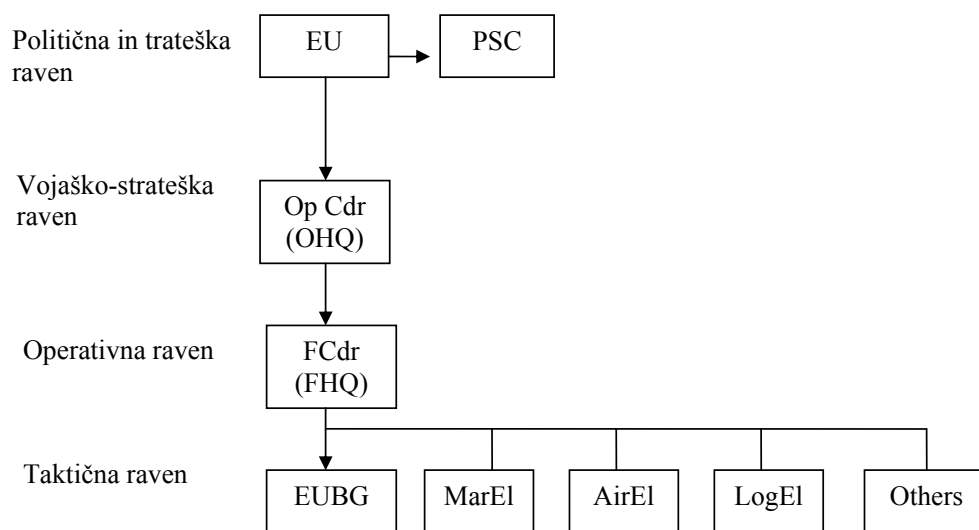 Politična in trateška
raven
EU
PSC
Vojaško-strateška
raven
Op Cdr
(OHQ)
Operativna raven
FCdr
(FHQ)
Taktična raven
EUBG
MarEl
AirEl
LogEl
Others